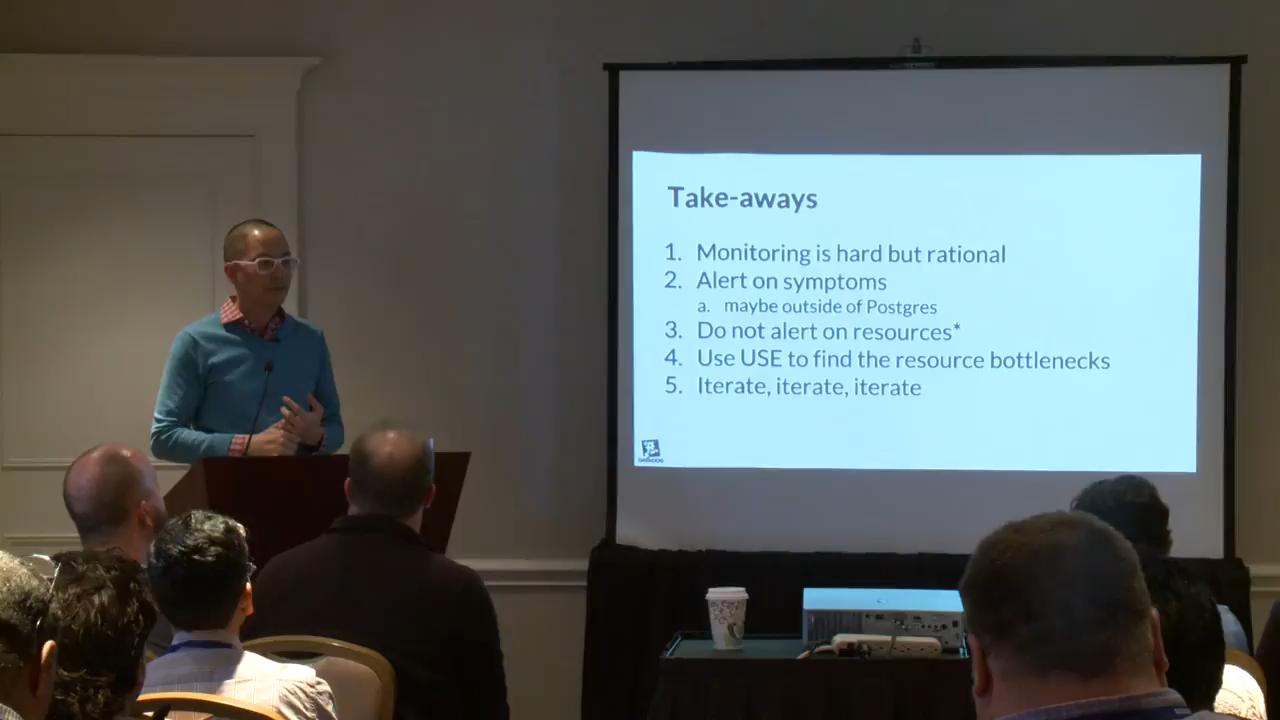 Take-aways
1. Monitoring is hard but rational
2. Alert on symptoms
a. maybe outside of Postgres
3. Do not alert on resources*
4. Use USE to find the resource bottlenecks
5. Iterate, iterate, iterate
DATADOG